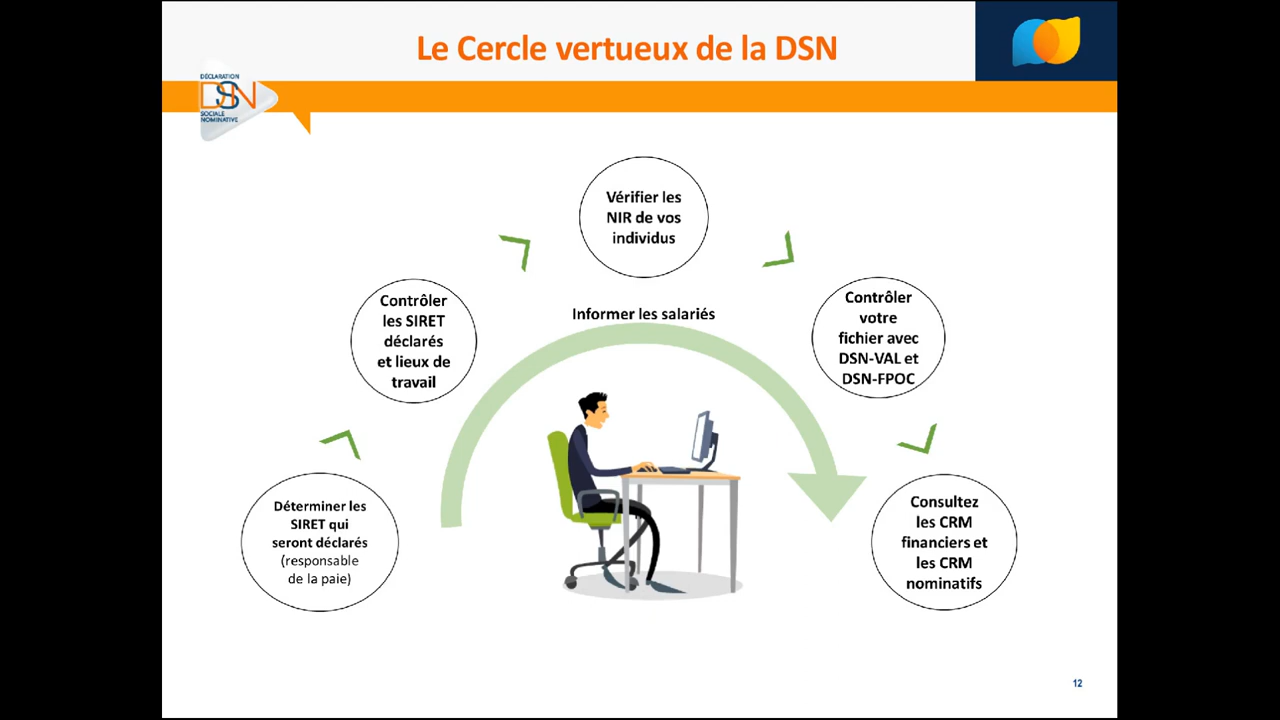 Le Cercle vertueux de la DSN
DÉCLARATION
DSN
SOCIALE
NOMINATIVE
Déterminer les
SIRET qui
seront déclarés
(responsable
de la paie)
Contrôler
les SIRET
déclarés
et lieux de
travail
Vérifier les
NIR de vos
individus
Informer les salariés
Contrôler
votre
fichier avec
DSN-VAL et
DSN-FPOC
Consultez
les CRM
financiers et
les CRM
nominatifs
12